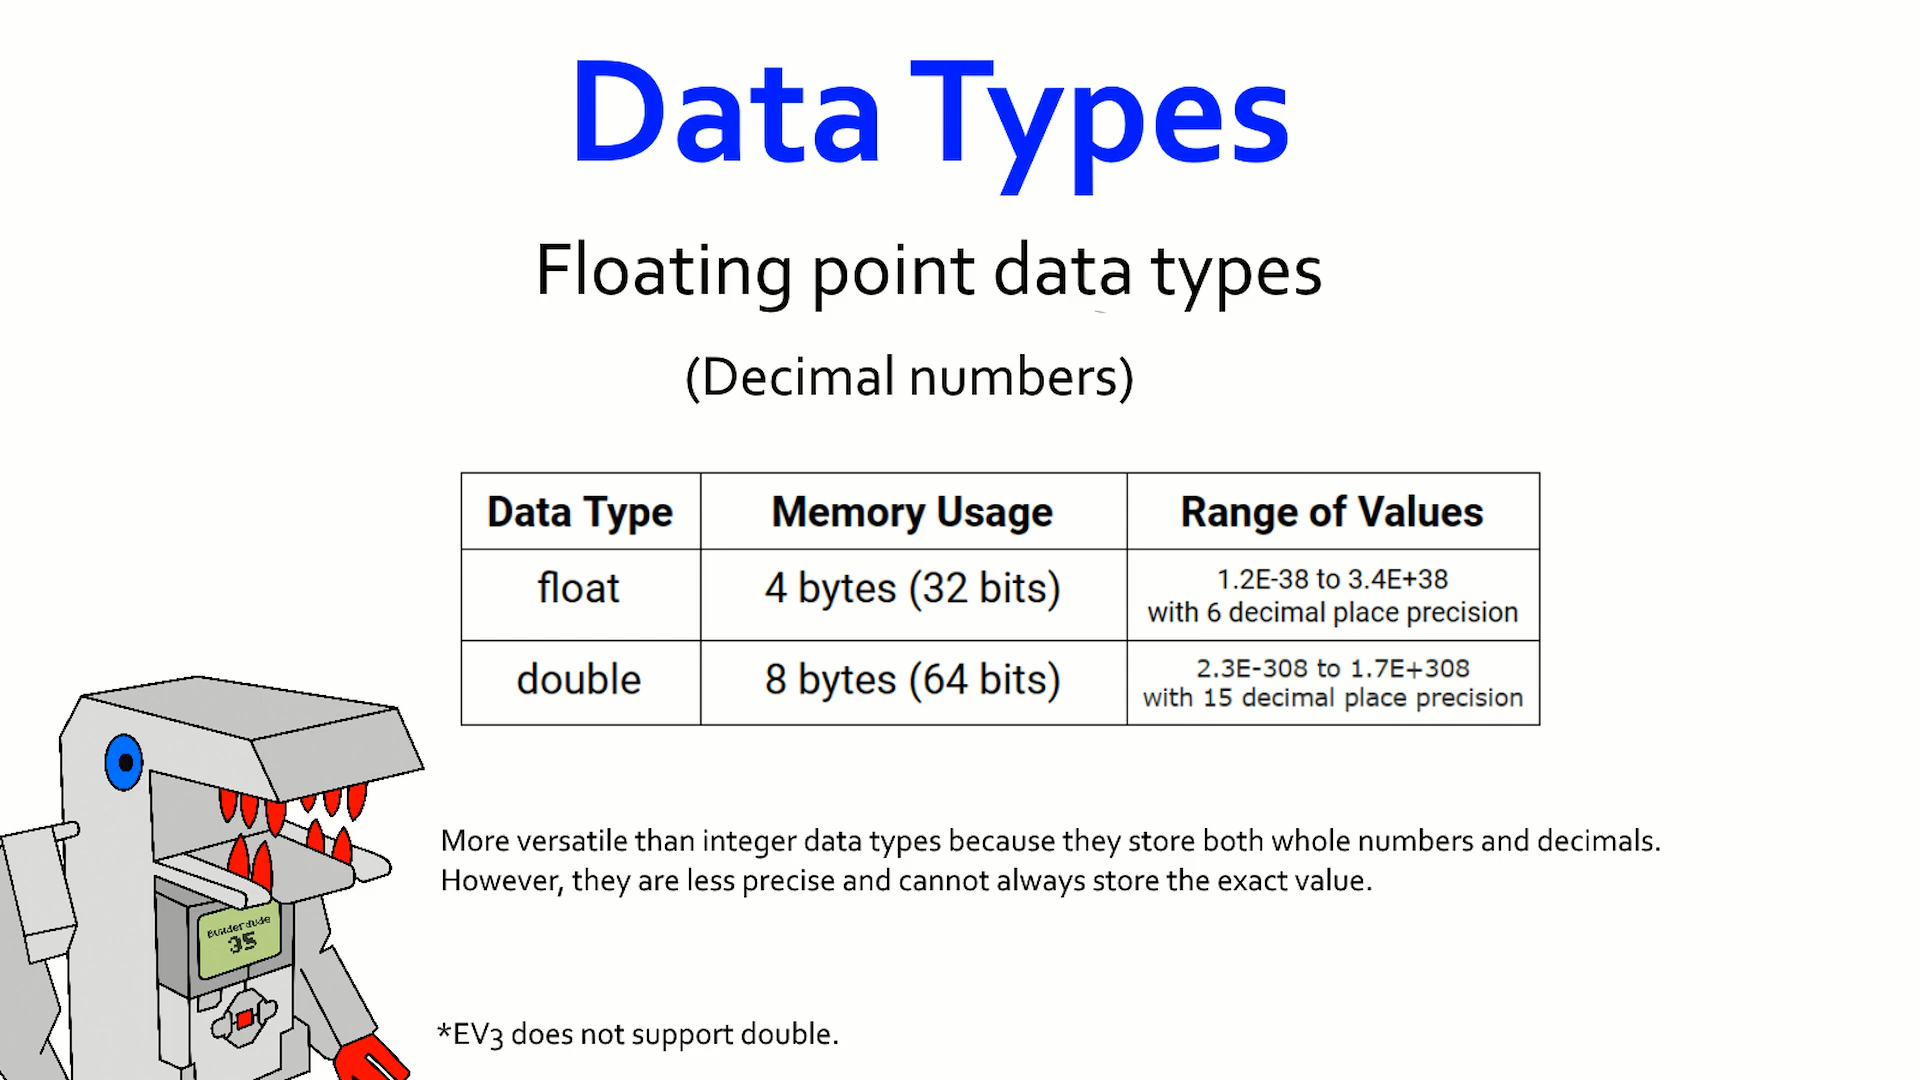 Data Types
Floating point data types
(Decimal numbers)
Data Type Memory Usage Range of Values
float 4 bytes (32 bits) 1.2E-38 to 3.4E+38
with 6 decimal place precision
double 8 bytes (64 bits) 2.3E-308 to 1.7E+308
with 15 decimal place precision
More versatile than integer data types because they store both whole numbers and decimals.
However, they are less precise and cannot always store the exact value.
Builderdude
35
*EV3 does not support double.